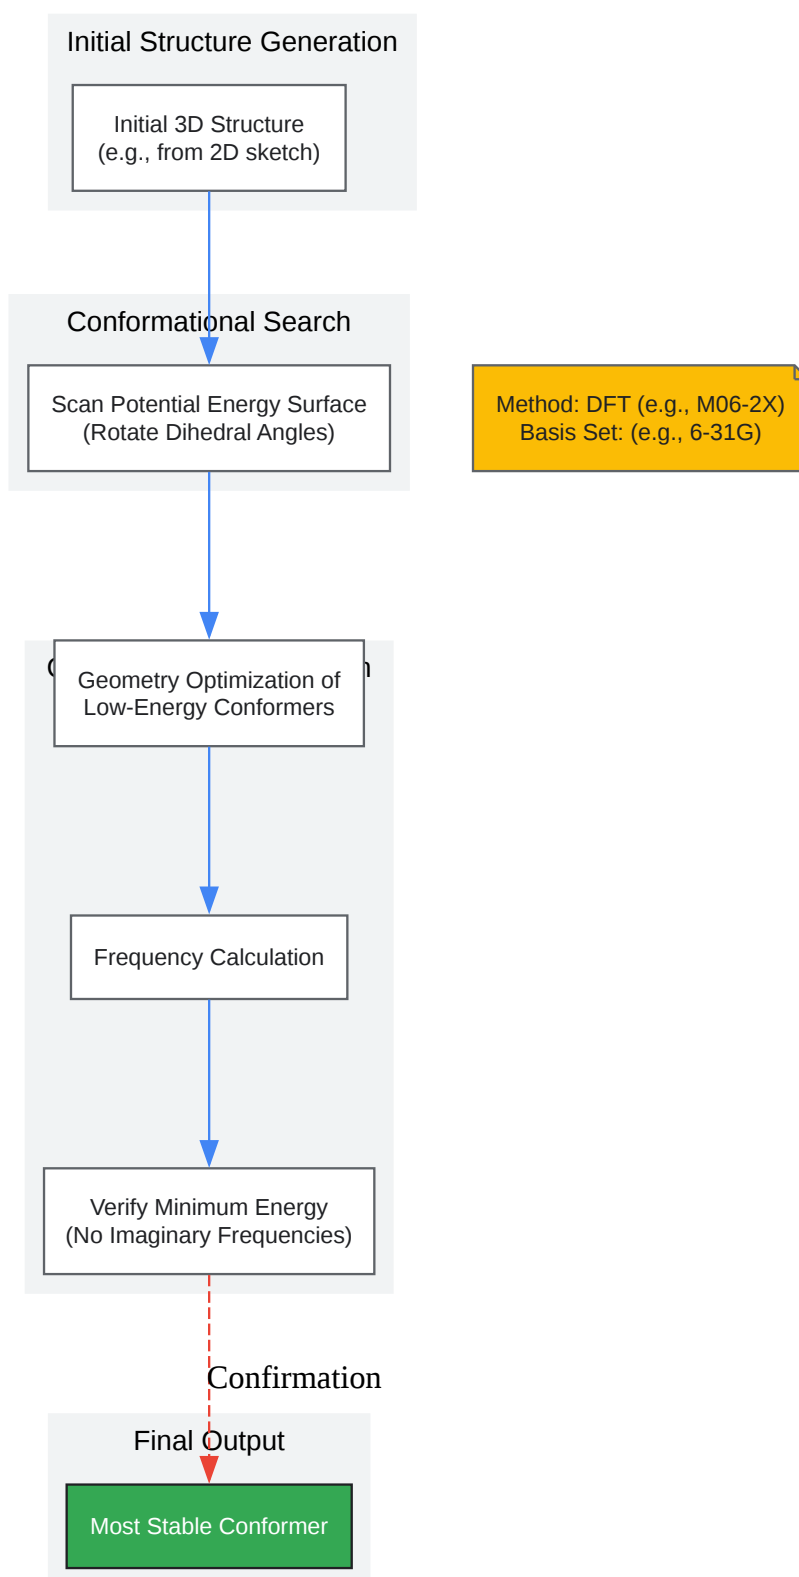 Initial Structure Generation
Initial 3D Structure
(e.g., from 2D sketch)
Conformational Search
Scan Potential Energy Surface
(Rotate Dihedral Angles)
Method: DFT (e.g., M06-2X)
Basis Set: (e.g., 6-31G)
Geometry Optimization of
Low-Energy Conformers
Frequency Calculation
Verify Minimum Energy
(No Imaginary Frequencies)
Confirmation
Final Output
Most Stable Conformer